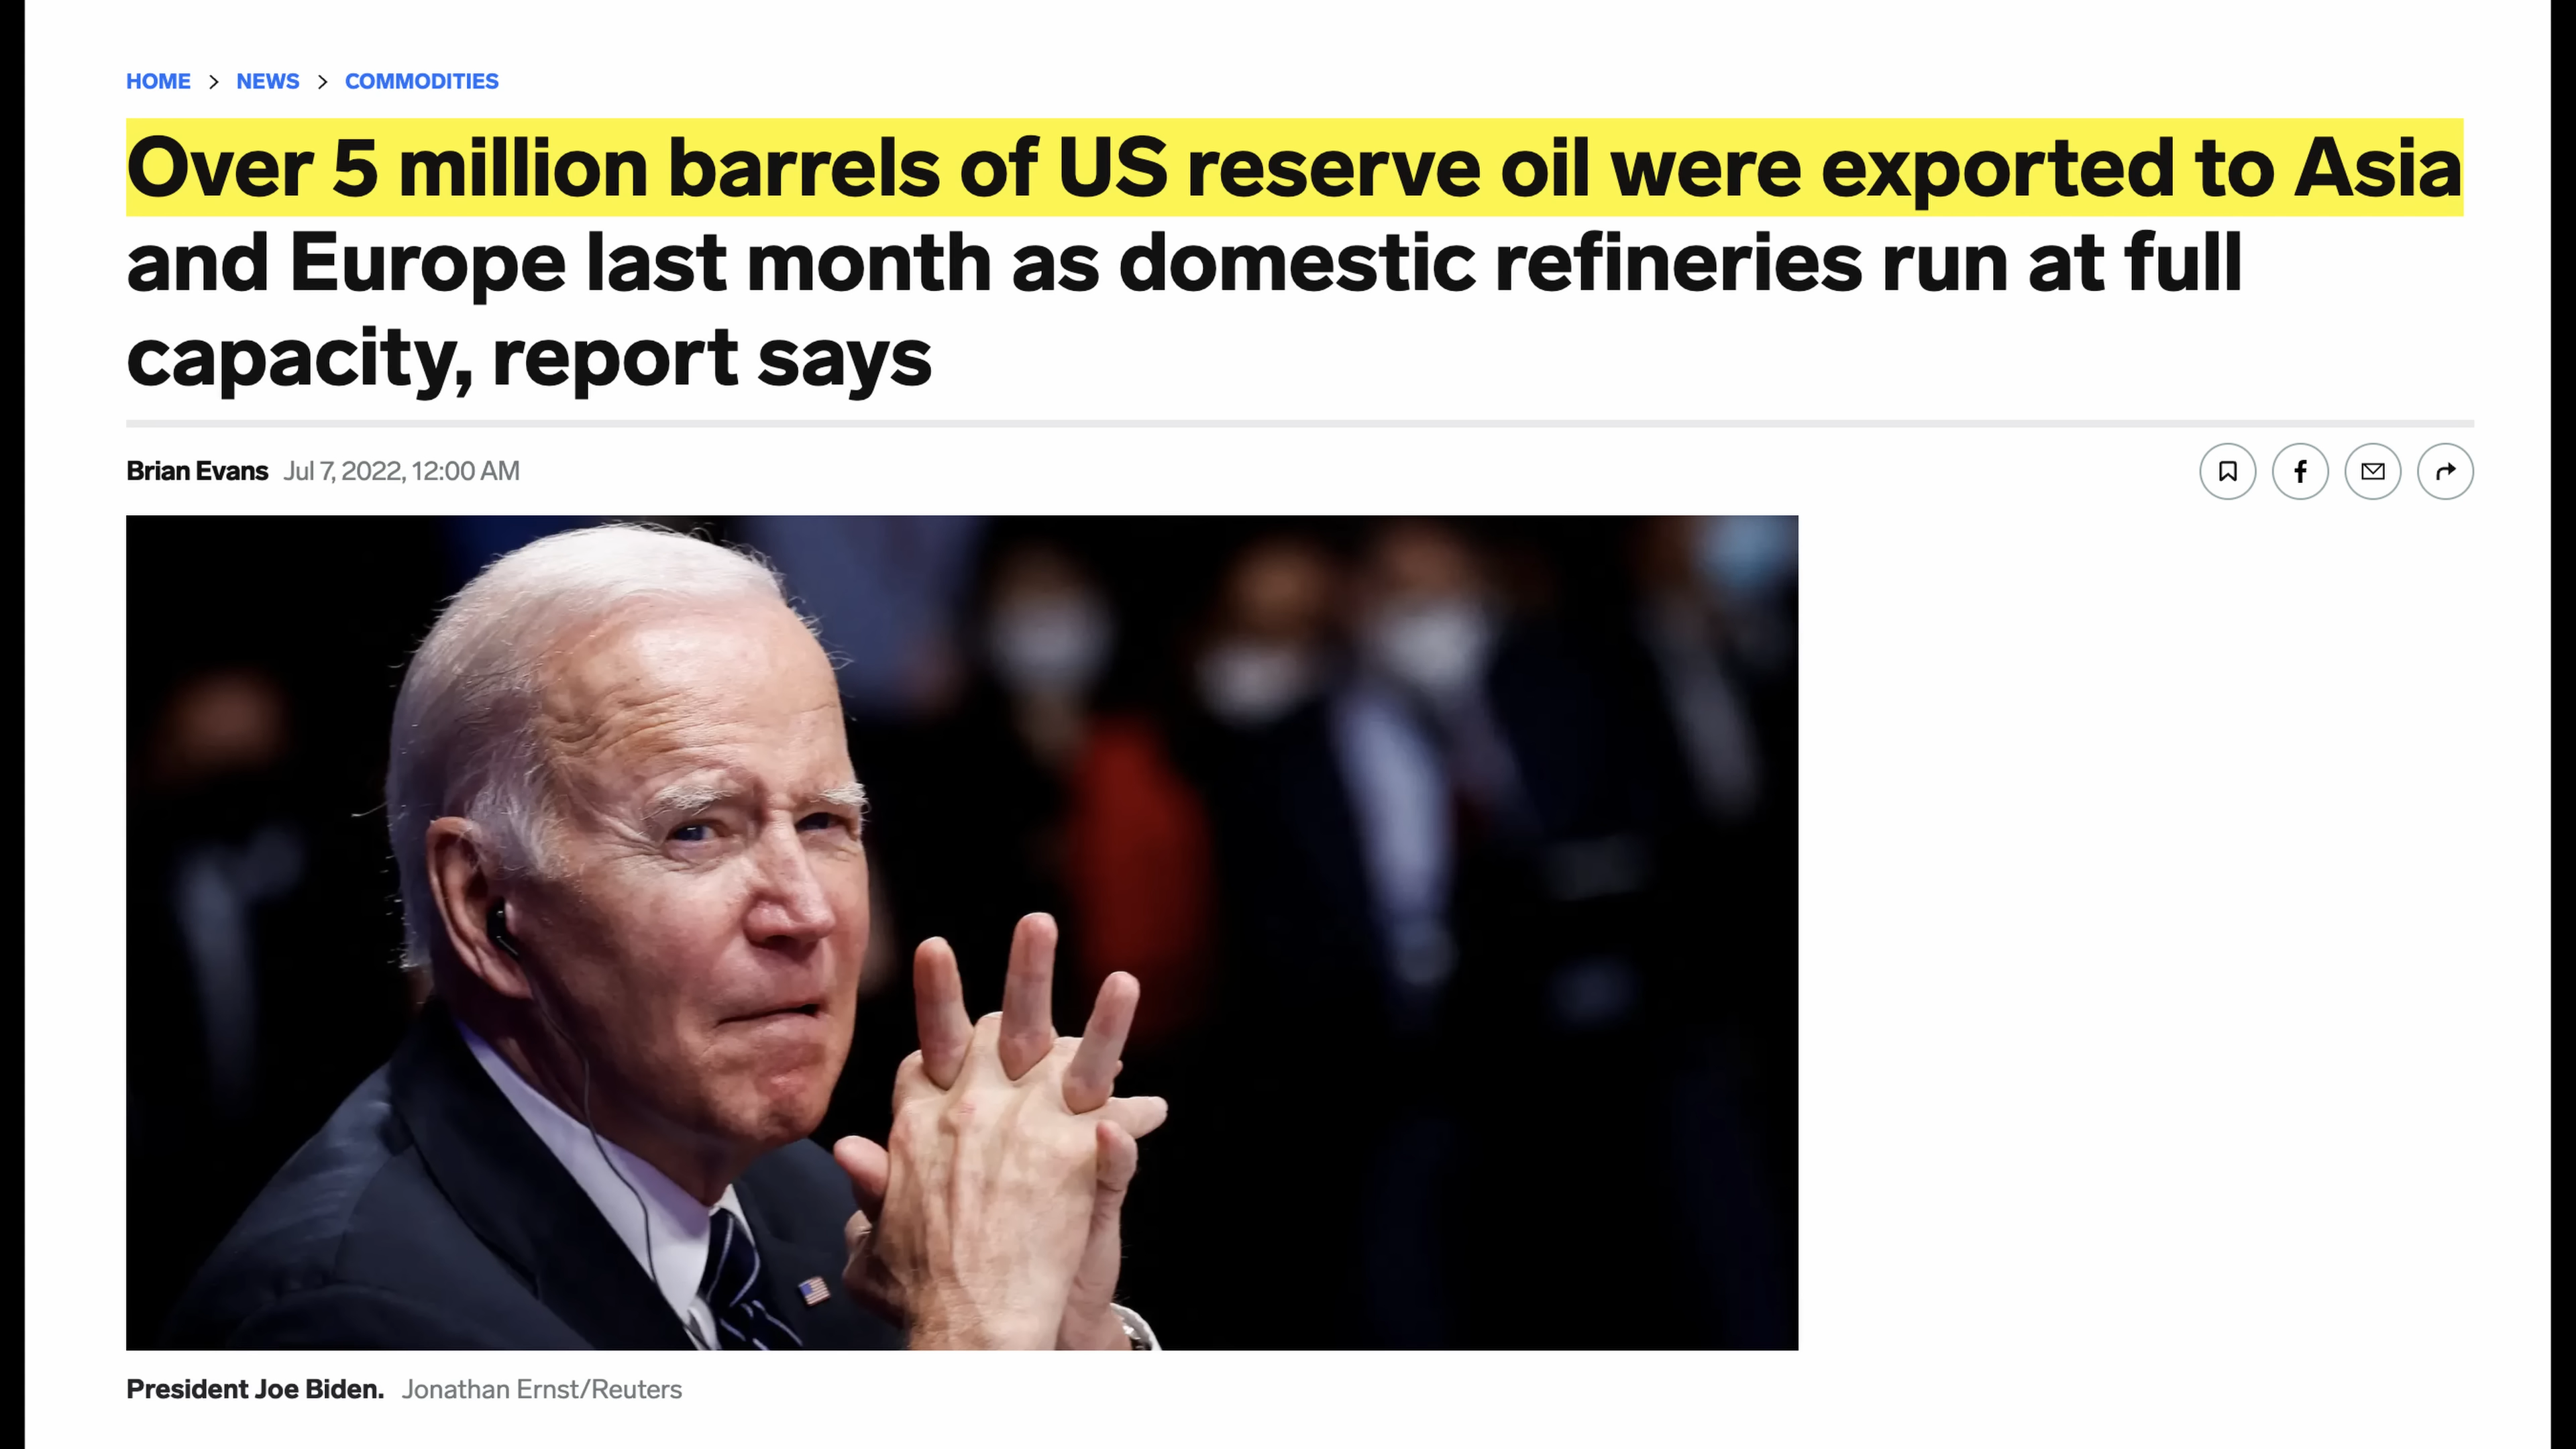 HOME > NEWS > COMMODITIES
Over 5 million barrels of US reserve oil were exported to Asia
and Europe last month as domestic refineries run at full
capacity, report says
Brian Evans Jul 7, 2022, 12:00 AM
President Joe Biden. Jonathan Ernst/Reuters